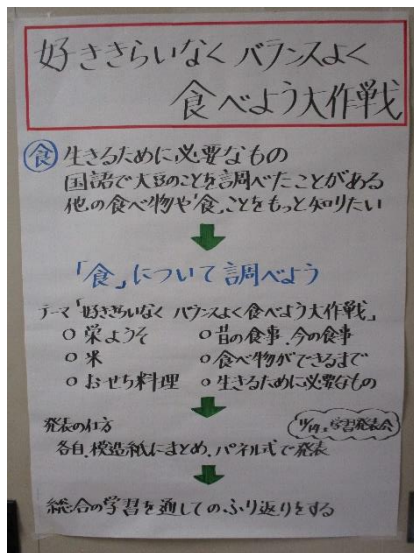 好ききらいなく バランスよく
食べよう大作戦
食 生きるために必要なもの
国語で大豆のことを調べたことがある
他の食べ物や「食」ことをもっと知りたい
「食」について調べよう
テーマ「好ききらいなく バランスよく食べよう大作戦」
○ 栄ようそ ○ 昔の食事、今の食事
○ 米 ○ 食べ物ができるまで
○ おせち料理 ○ 生きるために必要なもの
発表の仕方
学習発表会
各自、模造紙にまとめ、パネル式で発表
総合の学習を通してのふり返りをする